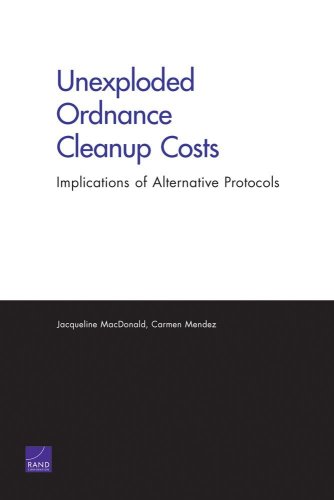 Unexploded
Ordnance
Cleanup Costs
Implications of Alternative Protocols
Jacqueline MacDonald, Carmen Mendez
RAND
CORPORATION